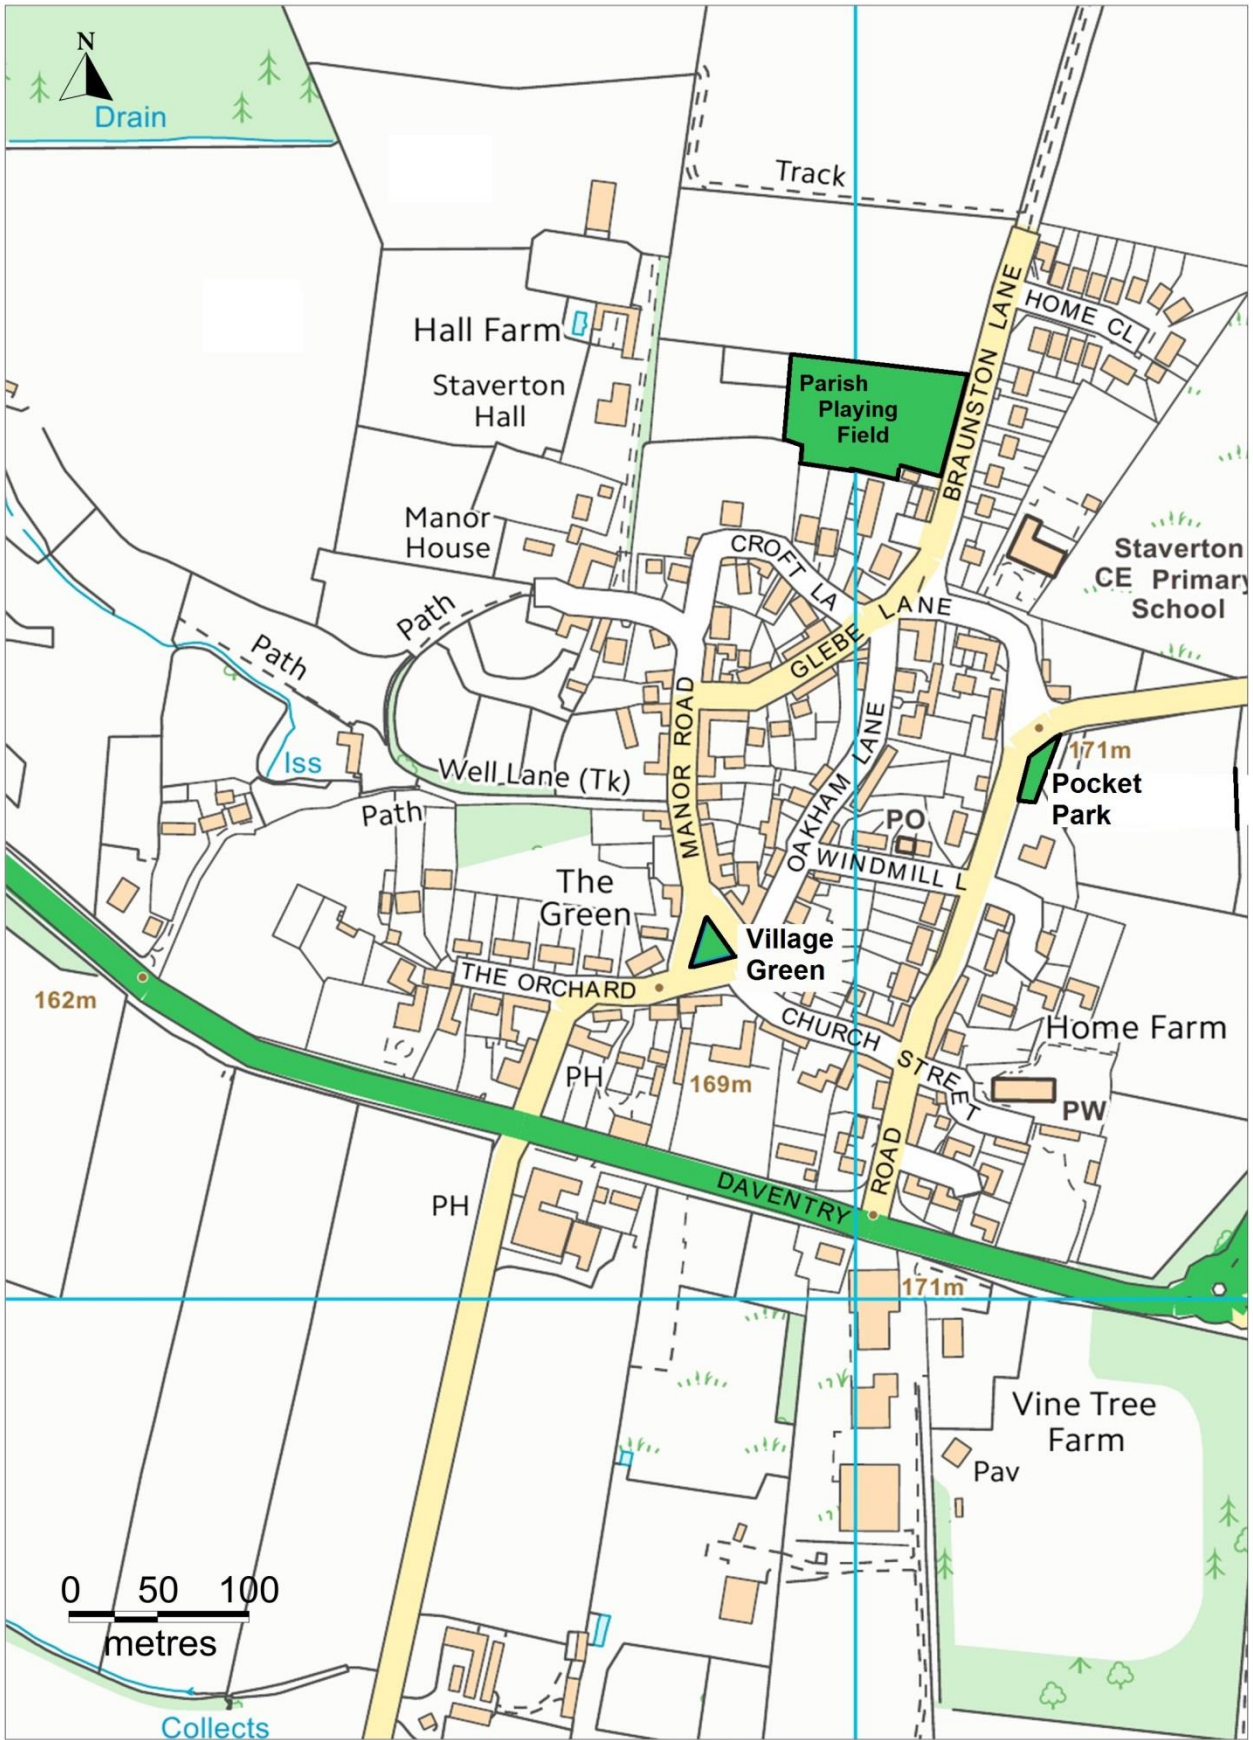 N
Drain
Track
Hall Farm
HOME CL
BRAUNSTON LANE
Staverton
Hall
Parish
Playing
Field
Manor
House
CROFT LA
Staverton
CE Primary
School
Path
Path
GLEBE LANE
MANOR ROAD
OAKHAM LANE
171m
Pocket
Park
Iss
Well Lane (Tk)
Path
PO
WINDMILL L
The
Green
Village
Green
THE ORCHARD
162m
CHURCH STREET
Home Farm
PH
169m
PW
DAVENTRY ROAD
PH
171m
Vine Tree
Farm
Pav
0 50 100
metres
Collects